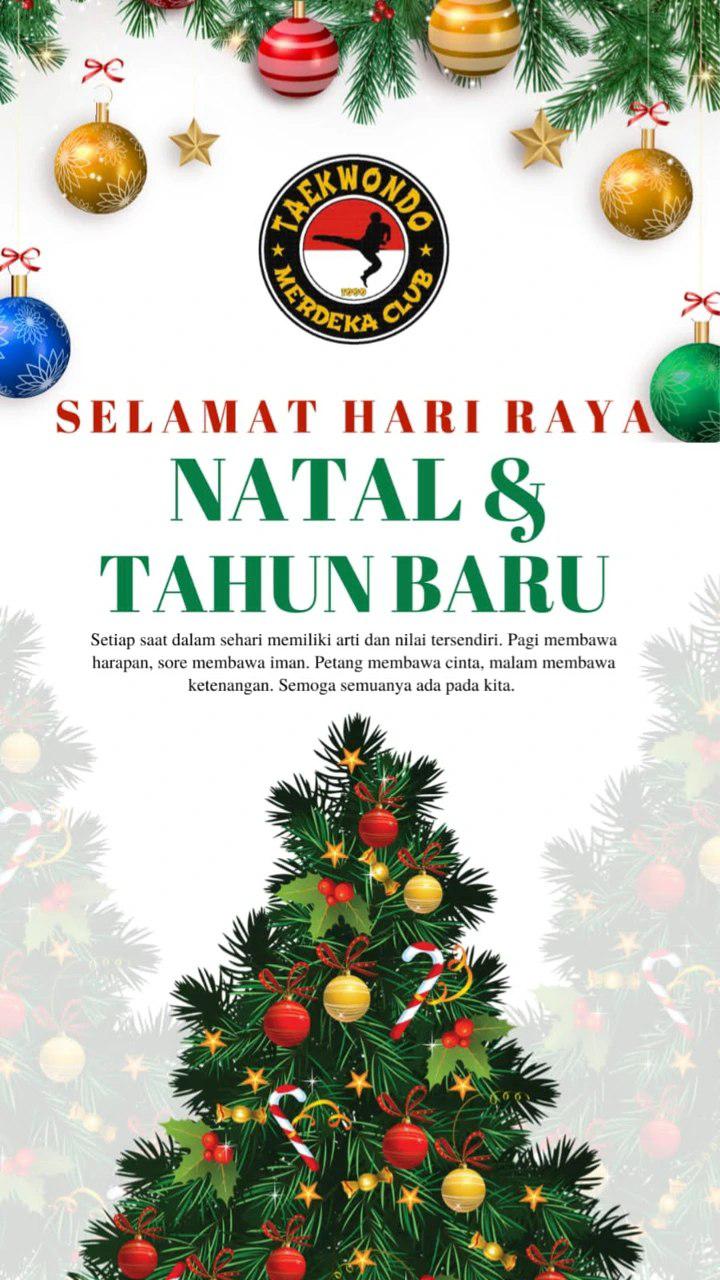 TAEKWONDO
MERDEKA CLUB
SELAMAT HARI RAYA
NATAL &
TAHUN BARU
Setiap saat dalam sehari memiliki arti dan nilai tersendiri. Pagi membawa
harapan, sore membawa iman. Petang membawa cinta, malam membawa
ketenangan. Semoga semuanya ada pada kita.